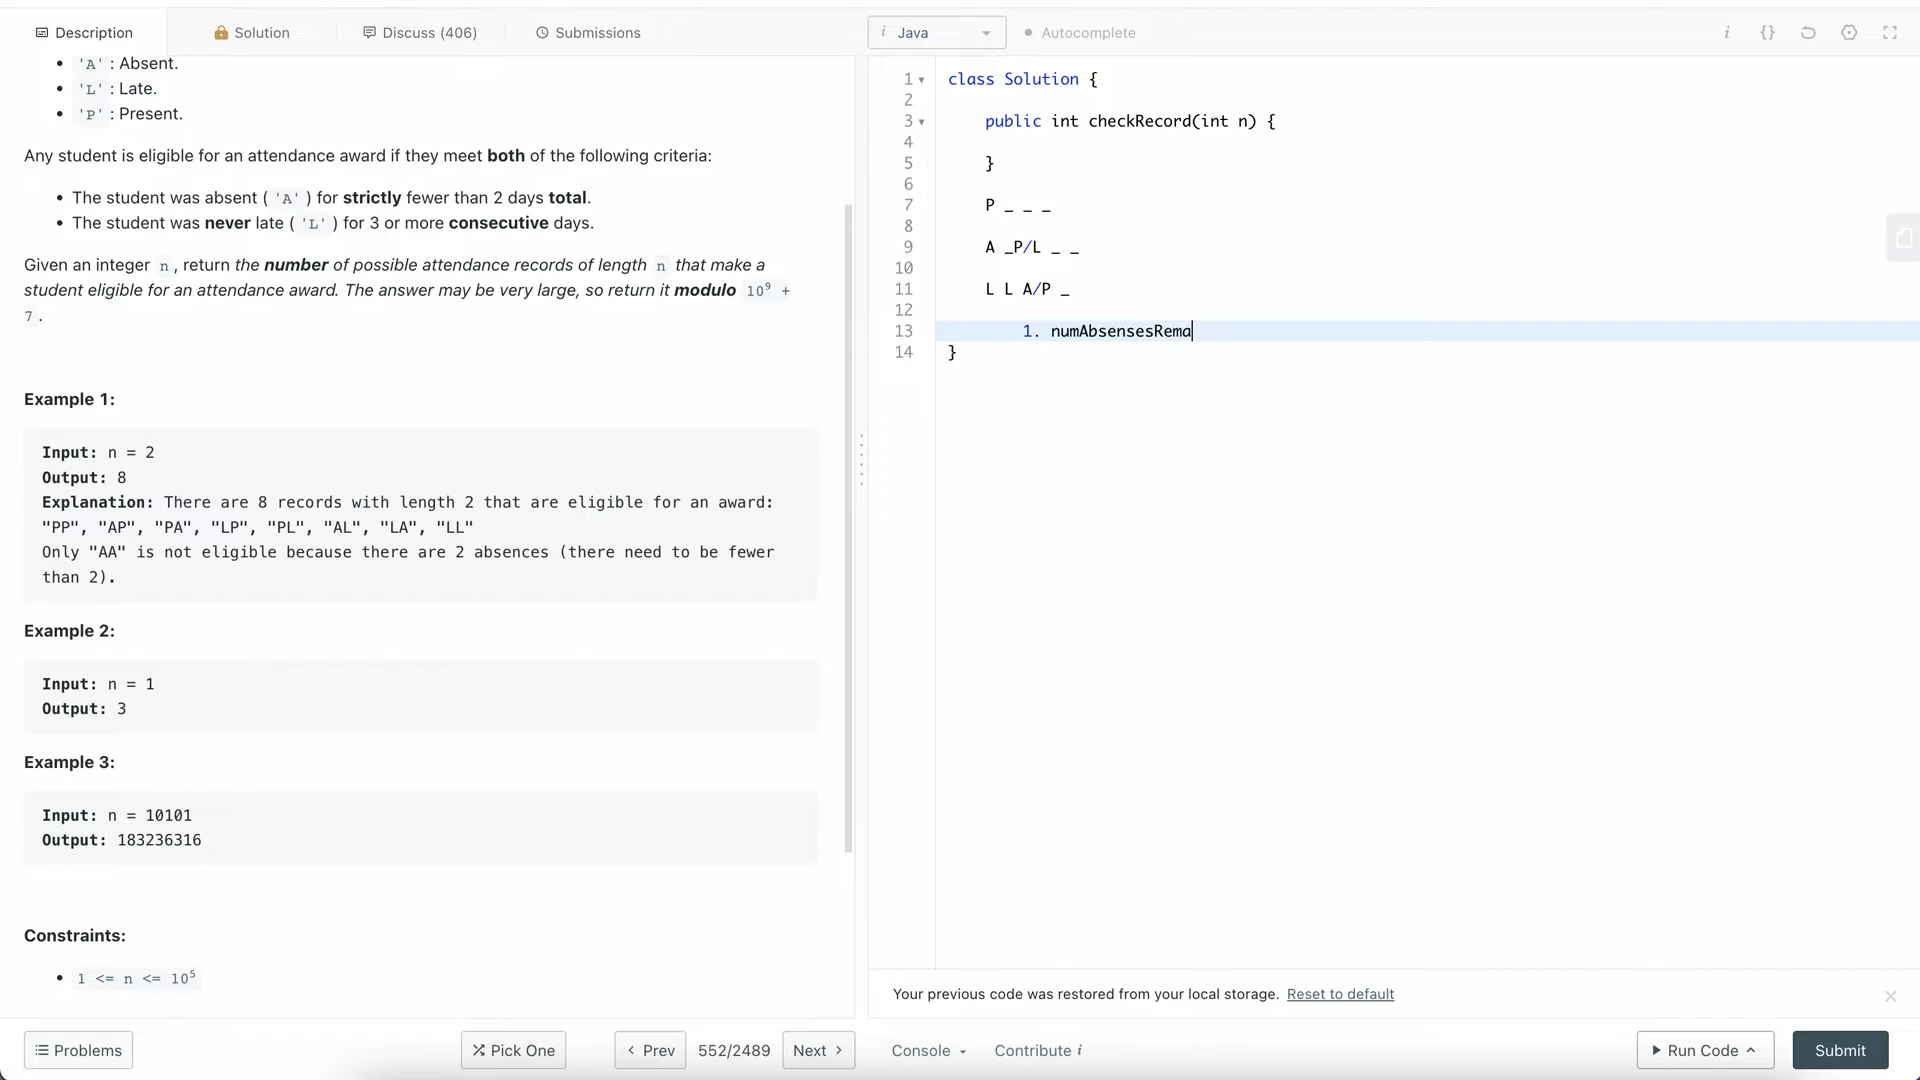 Description
Solution
Discuss (406)
Submissions
i Java
Autocomplete
i {}
• 'A' : Absent.
• 'L' : Late.
• 'P' : Present.
Any student is eligible for an attendance award if they meet both of the following criteria:
• The student was absent ( 'A' ) for strictly fewer than 2 days total.
• The student was never late ( 'L' ) for 3 or more consecutive days.
Given an integer n , return the number of possible attendance records of length n that make a
student eligible for an attendance award. The answer may be very large, so return it modulo 10⁹ +
7 .
Example 1:
Input: n = 2
Output: 8
Explanation: There are 8 records with length 2 that are eligible for an award:
"PP", "AP", "PA", "LP", "PL", "AL", "LA", "LL"
Only "AA" is not eligible because there are 2 absences (there need to be fewer
than 2).
Example 2:
Input: n = 1
Output: 3
Example 3:
Input: n = 10101
Output: 183236316
Constraints:
• 1 <= n <= 10⁵
1 class Solution {
2
3 public int checkRecord(int n) {
4
5 }
6
7 P _ _ _
8
9 A _P/L _ _
10
11 L L A/P _
12
13 1. numAbsensesRema
14 }
Your previous code was restored from your local storage. Reset to default
Problems
Pick One
Prev
552/2489
Next
Console
Contribute i
Run Code
Submit